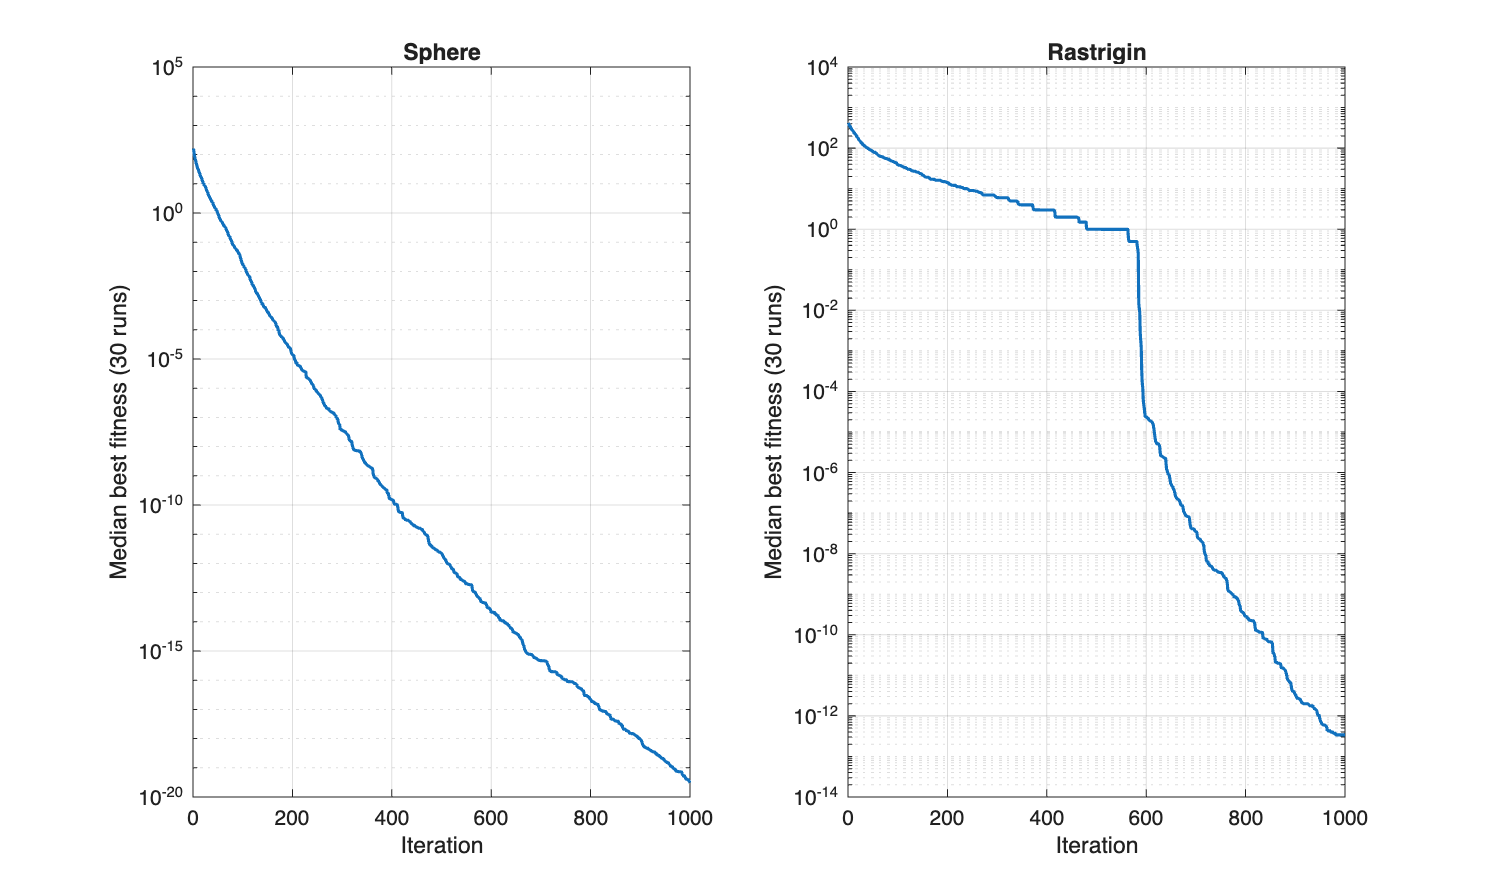 Sphere
Median best fitness (30 runs)
10^5
10^0
10^-5
10^-10
10^-15
10^-20
0 200 400 600 800 1000
Iteration
Rastrigin
Median best fitness (30 runs)
10^4
10^2
10^0
10^-2
10^-4
10^-6
10^-8
10^-10
10^-12
10^-14
0 200 400 600 800 1000
Iteration